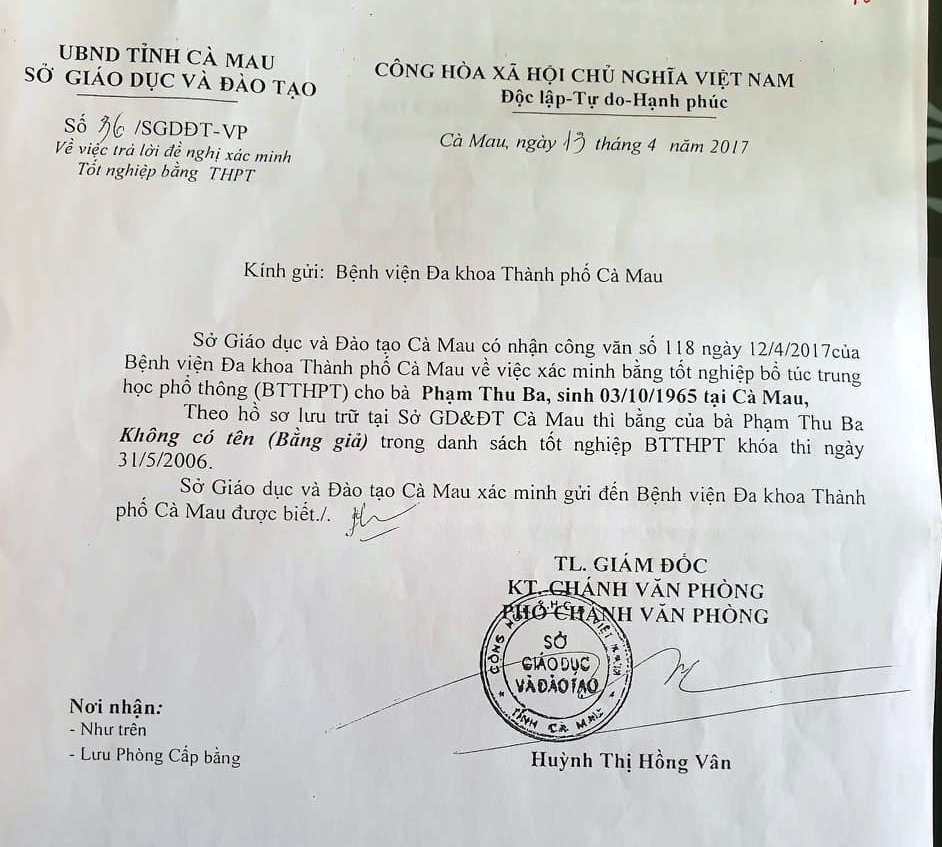 UBND TỈNH CÀ MAU
SỞ GIÁO DỤC VÀ ĐÀO TẠO
CÔNG HÒA XÃ HỘI CHỦ NGHĨA VIỆT NAM
Độc lập-Tự do-Hạnh phúc
Số 36 /SGDĐT-VP
Về việc trả lời đề nghị xác minh
Tốt nghiệp bằng THPT
Cà Mau, ngày 13 tháng 4 năm 2017
Kính gửi: Bệnh viện Đa khoa Thành phố Cà Mau
Sở Giáo dục và Đào tạo Cà Mau có nhận công văn số 118 ngày 12/4/2017của
Bệnh viện Đa khoa Thành phố Cà Mau về việc xác minh bằng tốt nghiệp bổ túc trung
học phổ thông (BTTHPT) cho bà Phạm Thu Ba, sinh 03/10/1965 tại Cà Mau,
Theo hồ sơ lưu trữ tại Sở GD&ĐT Cà Mau thì bằng của bà Phạm Thu Ba
Không có tên (Bằng giả) trong danh sách tốt nghiệp BTTHPT khóa thi ngày
31/5/2006.
Sở Giáo dục và Đào tạo Cà Mau xác minh gửi đến Bệnh viện Đa khoa Thành
phố Cà Mau được biết./.
TL. GIÁM ĐỐC
KT. CHÁNH VĂN PHÒNG
PHÓ CHÁNH VĂN PHÒNG
SỞ
GIÁO DỤC
VÀ ĐÀO TẠO
TỈNH CÀ MAU
Nơi nhận:
- Như trên
- Lưu Phòng Cấp bằng
Huỳnh Thị Hồng Vân